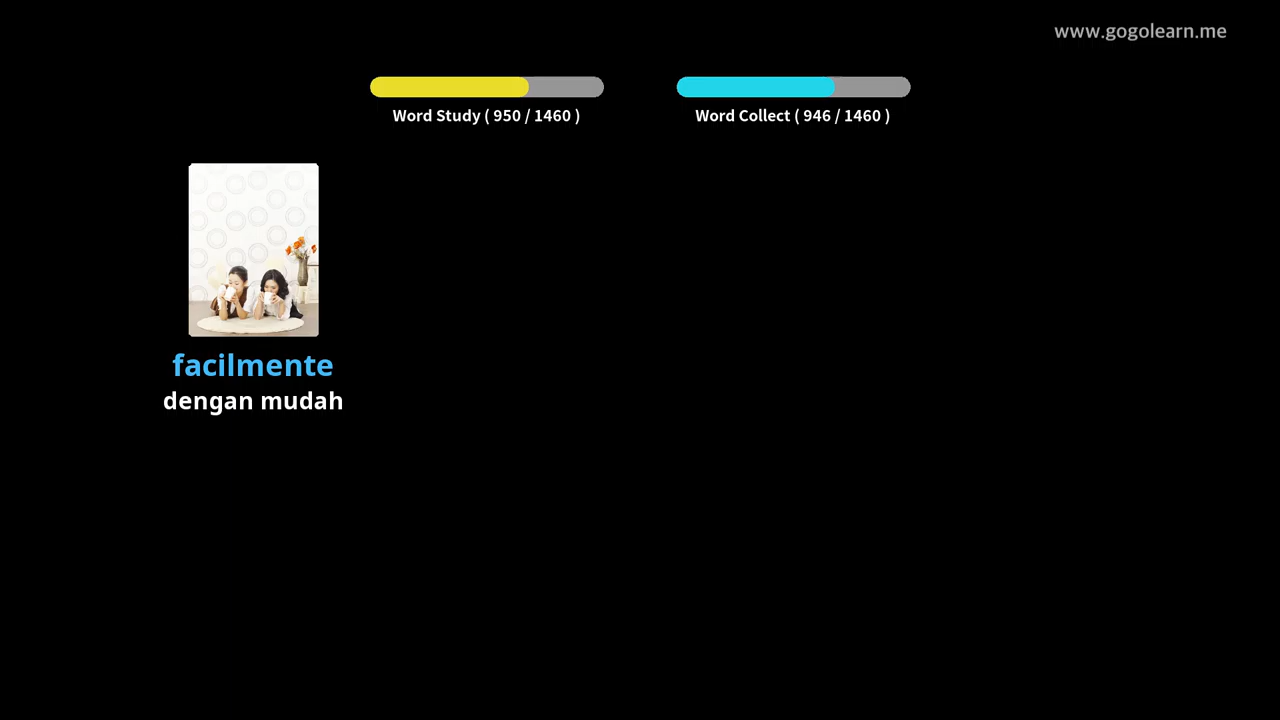 www.gogolearn.me
Word Study ( 950 / 1460 )
Word Collect ( 946 / 1460 )
facilmente
dengan mudah